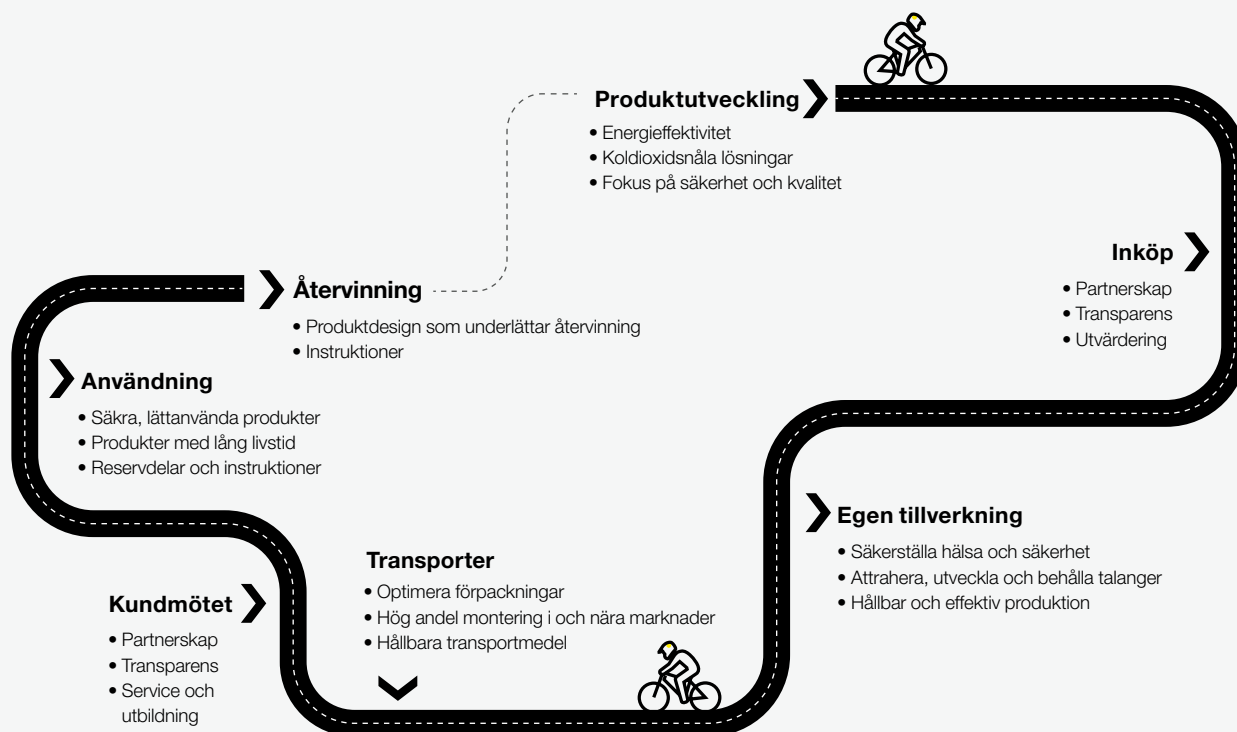 Produktutveckling
• Energieffektivitet
• Koldioxidsnåla lösningar
• Fokus på säkerhet och kvalitet
Inköp
• Partnerskap
• Transparens
• Utvärdering
Egen tillverkning
• Säkerställa hälsa och säkerhet
• Attrahera, utveckla och behålla talanger
• Hållbar och effektiv produktion
Transporter
• Optimera förpackningar
• Hög andel montering i och nära marknader
• Hållbara transportmedel
Kundmötet
• Partnerskap
• Transparens
• Service och
utbildning
Användning
• Säkra, lättanvända produkter
• Produkter med lång livstid
• Reservdelar och instruktioner
Återvinning
• Produktdesign som underlättar återvinning
• Instruktioner